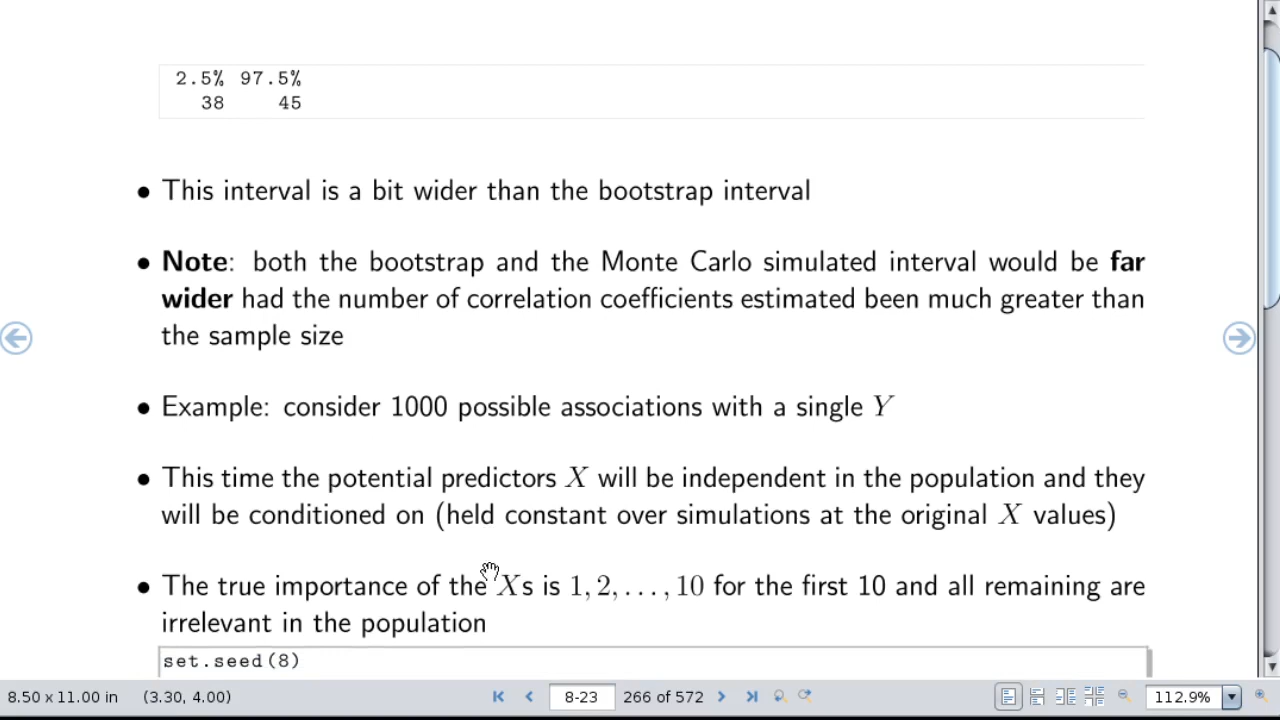 2.5% 97.5%
38 45
• This interval is a bit wider than the bootstrap interval
• Note: both the bootstrap and the Monte Carlo simulated interval would be far
wider had the number of correlation coefficients estimated been much greater than
the sample size
• Example: consider 1000 possible associations with a single Y
• This time the potential predictors X will be independent in the population and they
will be conditioned on (held constant over simulations at the original X values)
• The true importance of the Xs is 1, 2, . . . , 10 for the first 10 and all remaining are
irrelevant in the population
set.seed(8)
8.50 x 11.00 in (3.30, 4.00) 8-23 266 of 572 112.9%